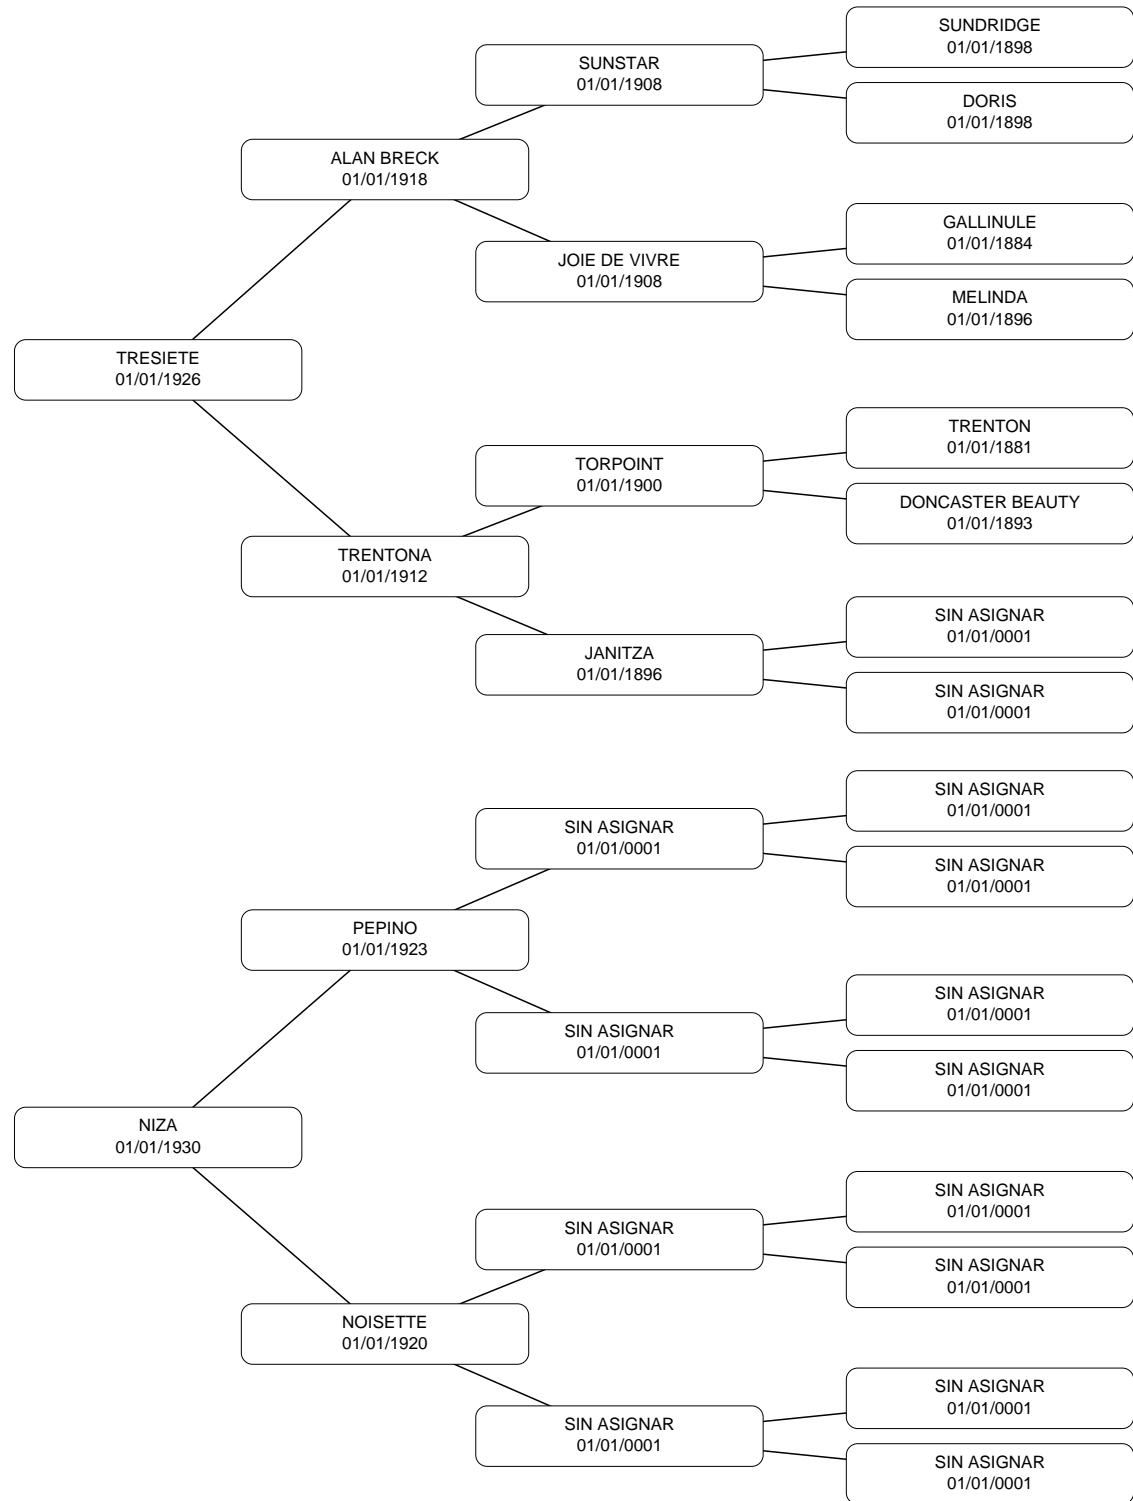 SUNDRIDGE
01/01/1898
SUNSTAR
01/01/1908
DORIS
01/01/1898
ALAN BRECK
01/01/1918
GALLINULE
01/01/1884
JOIE DE VIVRE
01/01/1908
MELINDA
01/01/1896
TRESIETE
01/01/1926
TRENTON
01/01/1881
TORPOINT
01/01/1900
DONCASTER BEAUTY
01/01/1893
TRENTONA
01/01/1912
SIN ASIGNAR
01/01/0001
JANITZA
01/01/1896
SIN ASIGNAR
01/01/0001
SIN ASIGNAR
01/01/0001
SIN ASIGNAR
01/01/0001
SIN ASIGNAR
01/01/0001
PEPINO
01/01/1923
SIN ASIGNAR
01/01/0001
SIN ASIGNAR
01/01/0001
SIN ASIGNAR
01/01/0001
NIZA
01/01/1930
SIN ASIGNAR
01/01/0001
SIN ASIGNAR
01/01/0001
SIN ASIGNAR
01/01/0001
NOISETTE
01/01/1920
SIN ASIGNAR
01/01/0001
SIN ASIGNAR
01/01/0001
SIN ASIGNAR
01/01/0001